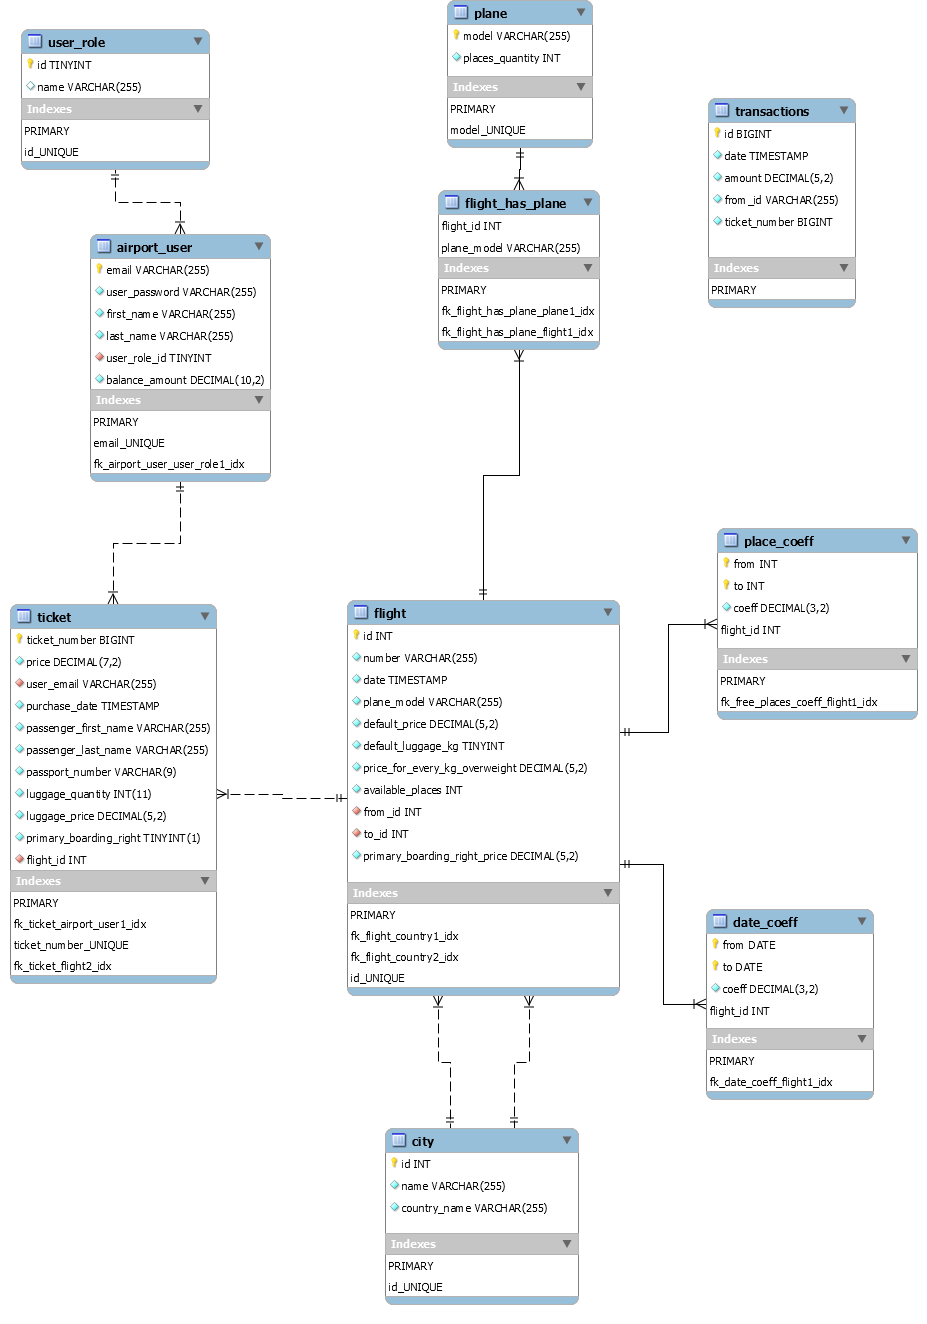 user_role
id TINYINT
name VARCHAR(255)
Indexes
PRIMARY
id_UNIQUE
plane
model VARCHAR(255)
places_quantity INT
Indexes
PRIMARY
model_UNIQUE
transactions
id BIGINT
date TIMESTAMP
amount DECIMAL(5,2)
from_id VARCHAR(255)
ticket_number BIGINT
Indexes
PRIMARY
flight_has_plane
flight_id INT
plane_model VARCHAR(255)
Indexes
PRIMARY
fk_flight_has_plane_plane1_idx
fk_flight_has_plane_flight1_idx
airport_user
email VARCHAR(255)
user_password VARCHAR(255)
first_name VARCHAR(255)
last_name VARCHAR(255)
user_role_id TINYINT
balance_amount DECIMAL(10,2)
Indexes
PRIMARY
email_UNIQUE
fk_airport_user_user_role1_idx
place_coeff
from INT
to INT
coeff DECIMAL(3,2)
flight_id INT
Indexes
PRIMARY
fk_free_places_coeff_flight1_idx
ticket
ticket_number BIGINT
price DECIMAL(7,2)
user_email VARCHAR(255)
purchase_date TIMESTAMP
passenger_first_name VARCHAR(255)
passenger_last_name VARCHAR(255)
passport_number VARCHAR(9)
luggage_quantity INT(11)
luggage_price DECIMAL(5,2)
primary_boarding_right TINYINT(1)
flight_id INT
Indexes
PRIMARY
fk_ticket_airport_user1_idx
ticket_number_UNIQUE
fk_ticket_flight2_idx
flight
id INT
number VARCHAR(255)
date TIMESTAMP
plane_model VARCHAR(255)
default_price DECIMAL(5,2)
default_luggage_kg TINYINT
price_for_every_kg_overweight DECIMAL(5,2)
available_places INT
from_id INT
to_id INT
primary_boarding_right_price DECIMAL(5,2)
Indexes
PRIMARY
fk_flight_country1_idx
fk_flight_country2_idx
id_UNIQUE
date_coeff
from DATE
to DATE
coeff DECIMAL(3,2)
flight_id INT
Indexes
PRIMARY
fk_date_coeff_flight1_idx
city
id INT
name VARCHAR(255)
country_name VARCHAR(255)
Indexes
PRIMARY
id_UNIQUE